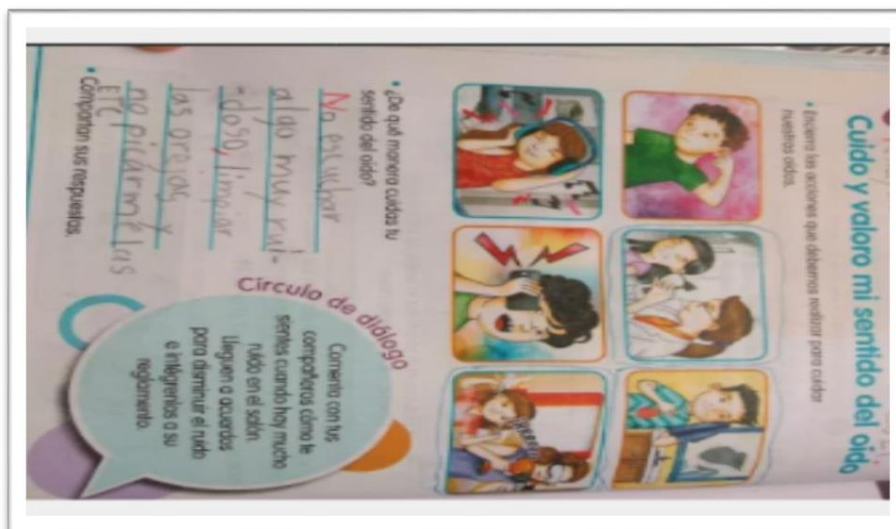 Cuido y valoro mi sentido del oído
• Encierra las acciones que debemos realizar para cuidar
nuestros oídos.
• ¿De qué manera cuidas tu
sentido del oído?
No escuchar
algo muy rui-
doso, limpiar
las orejas y
no picármelas
ETC
• Compartan sus respuestas.
Círculo de diálogo
Comenta con tus
compañeros cómo te
sientes cuando hay mucho
ruido en el salón.
Lleguen a acuerdos
para disminuir el ruido
e intégrenlos a su
reglamento.